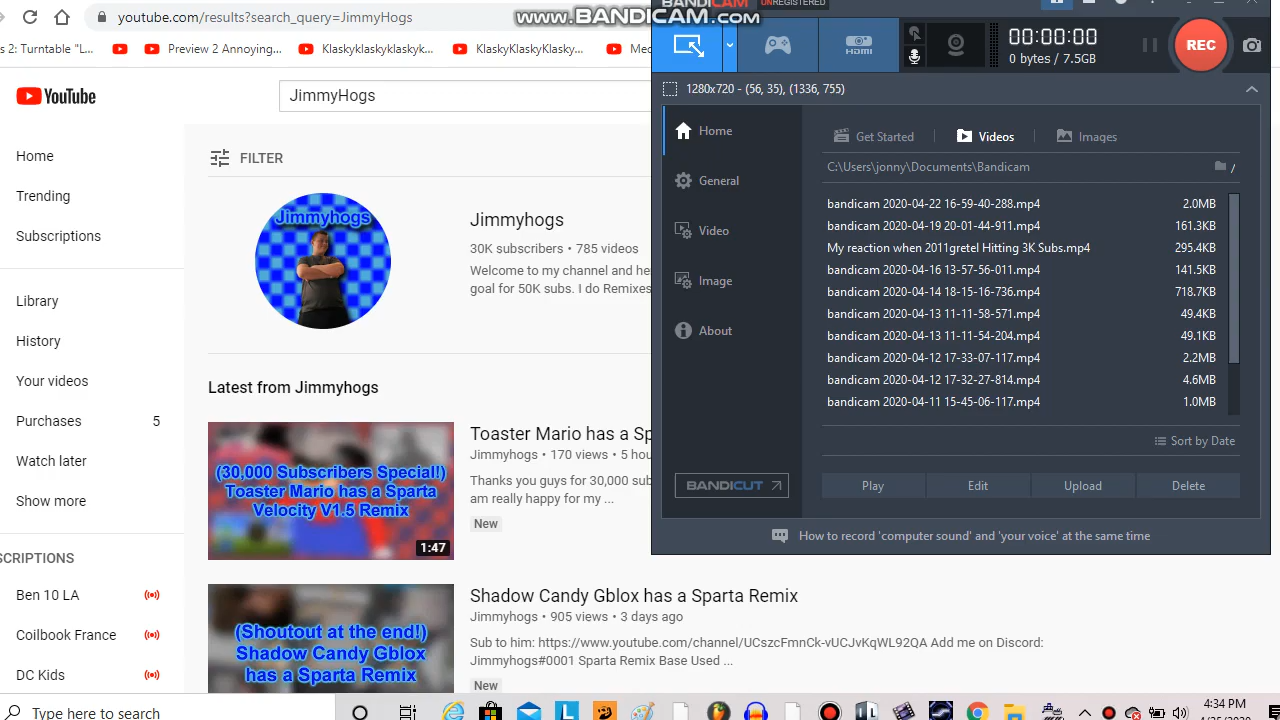 youtube.com/results?search_query=JimmyHogs
www.BANDICAM.com
BANDICAM
UNREGISTERED
s 2: Turntable "L...
Preview 2 Annoying...
Klaskyklaskyklaskyk...
KlaskyKlaskyKlasky...
Med
YouTube
JimmyHogs
Home
Trending
Subscriptions
Library
History
Your videos
Purchases 5
Watch later
Show more
SCRIPTIONS
Ben 10 LA
Coilbook France
DC Kids
FILTER
Jimmyhogs
Jimmyhogs
30K subscribers • 785 videos
Welcome to my channel and he
goal for 50K subs. I do Remixes
Latest from Jimmyhogs
(30,000 Subscribers Special!)
Toaster Mario has a Sparta
Velocity V1.5 Remix
1:47
Toaster Mario has a Sp
Jimmyhogs • 170 views • 5 hou
Thanks you guys for 30,000 sub
am really happy for my ...
New
(Shoutout at the end!)
Shadow Candy Gblox
has a Sparta Remix
Shadow Candy Gblox has a Sparta Remix
Jimmyhogs • 905 views • 3 days ago
Sub to him: https://www.youtube.com/channel/UCszcFmnCk-vUCJvKqWL92QA Add me on Discord:
Jimmyhogs#0001 Sparta Remix Base Used ...
New
HDMI
00:00:00
0 bytes / 7.5GB
REC
1280x720 - (56, 35), (1336, 755)
Home
General
Video
Image
About
BANDICUT
Get Started
Videos
Images
C:\Users\jonny\Documents\Bandicam
/
bandicam 2020-04-22 16-59-40-288.mp4 2.0MB
bandicam 2020-04-19 20-01-44-911.mp4 161.3KB
My reaction when 2011gretel Hitting 3K Subs.mp4 295.4KB
bandicam 2020-04-16 13-57-56-011.mp4 141.5KB
bandicam 2020-04-14 18-15-16-736.mp4 718.7KB
bandicam 2020-04-13 11-11-58-571.mp4 49.4KB
bandicam 2020-04-13 11-11-54-204.mp4 49.1KB
bandicam 2020-04-12 17-33-07-117.mp4 2.2MB
bandicam 2020-04-12 17-32-27-814.mp4 4.6MB
bandicam 2020-04-11 15-45-06-117.mp4 1.0MB
Sort by Date
Play
Edit
Upload
Delete
How to record 'computer sound' and 'your voice' at the same time
Type here to search
4:34 PM